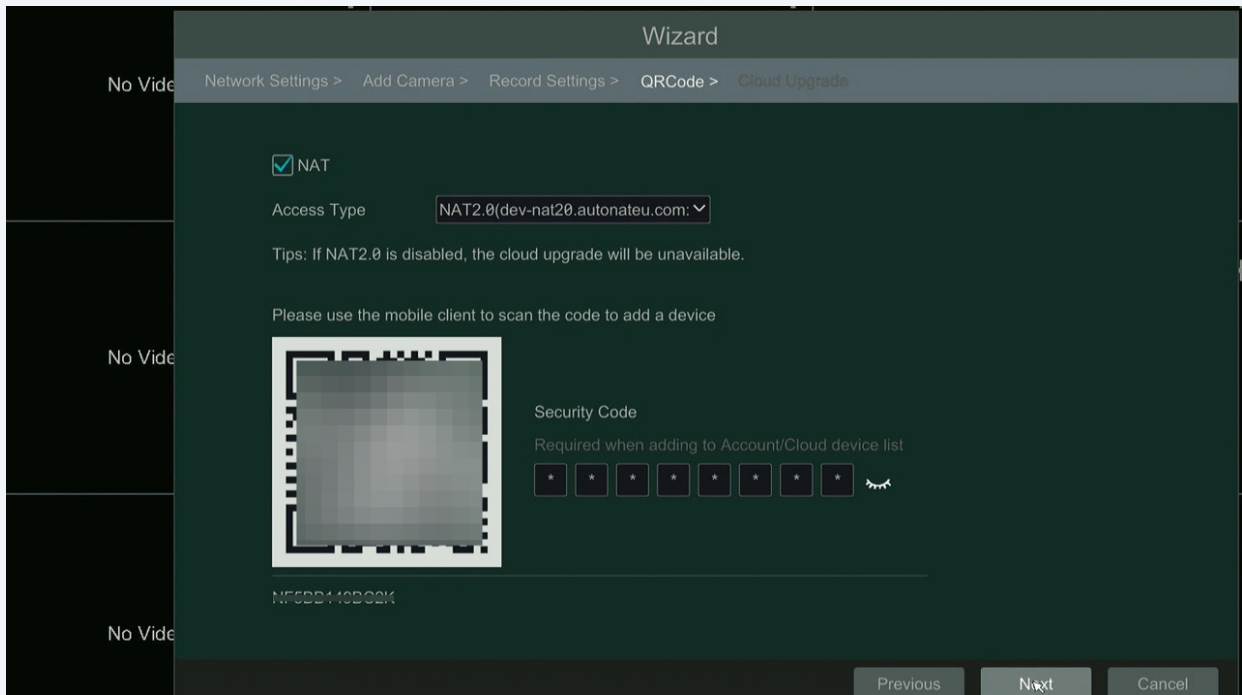 Wizard
No Vide
Network Settings > Add Camera > Record Settings > QRCode > Cloud Upgrade
NAT
Access Type NAT2.0(dev-nat20.autonateu.com:
Tips: If NAT2.0 is disabled, the cloud upgrade will be unavailable.
Please use the mobile client to scan the code to add a device
No Vide
Security Code
Required when adding to Account/Cloud device list
* * * * * * * *
No Vide
Previous Next Cancel